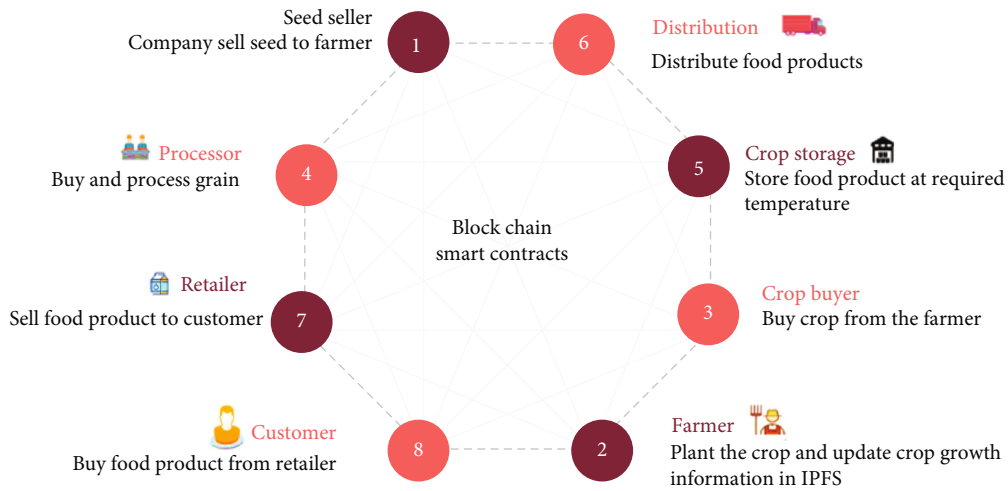 Seed seller
Company sell seed to farmer
1
6
Distribution
Distribute food products
Processor
Buy and process grain
4
5
Crop storage
Store food product at required
temperature
Block chain
smart contracts
Retailer
Sell food product to customer
7
3
Crop buyer
Buy crop from the farmer
Customer
Buy food product from retailer
8
2
Farmer
Plant the crop and update crop growth
information in IPFS